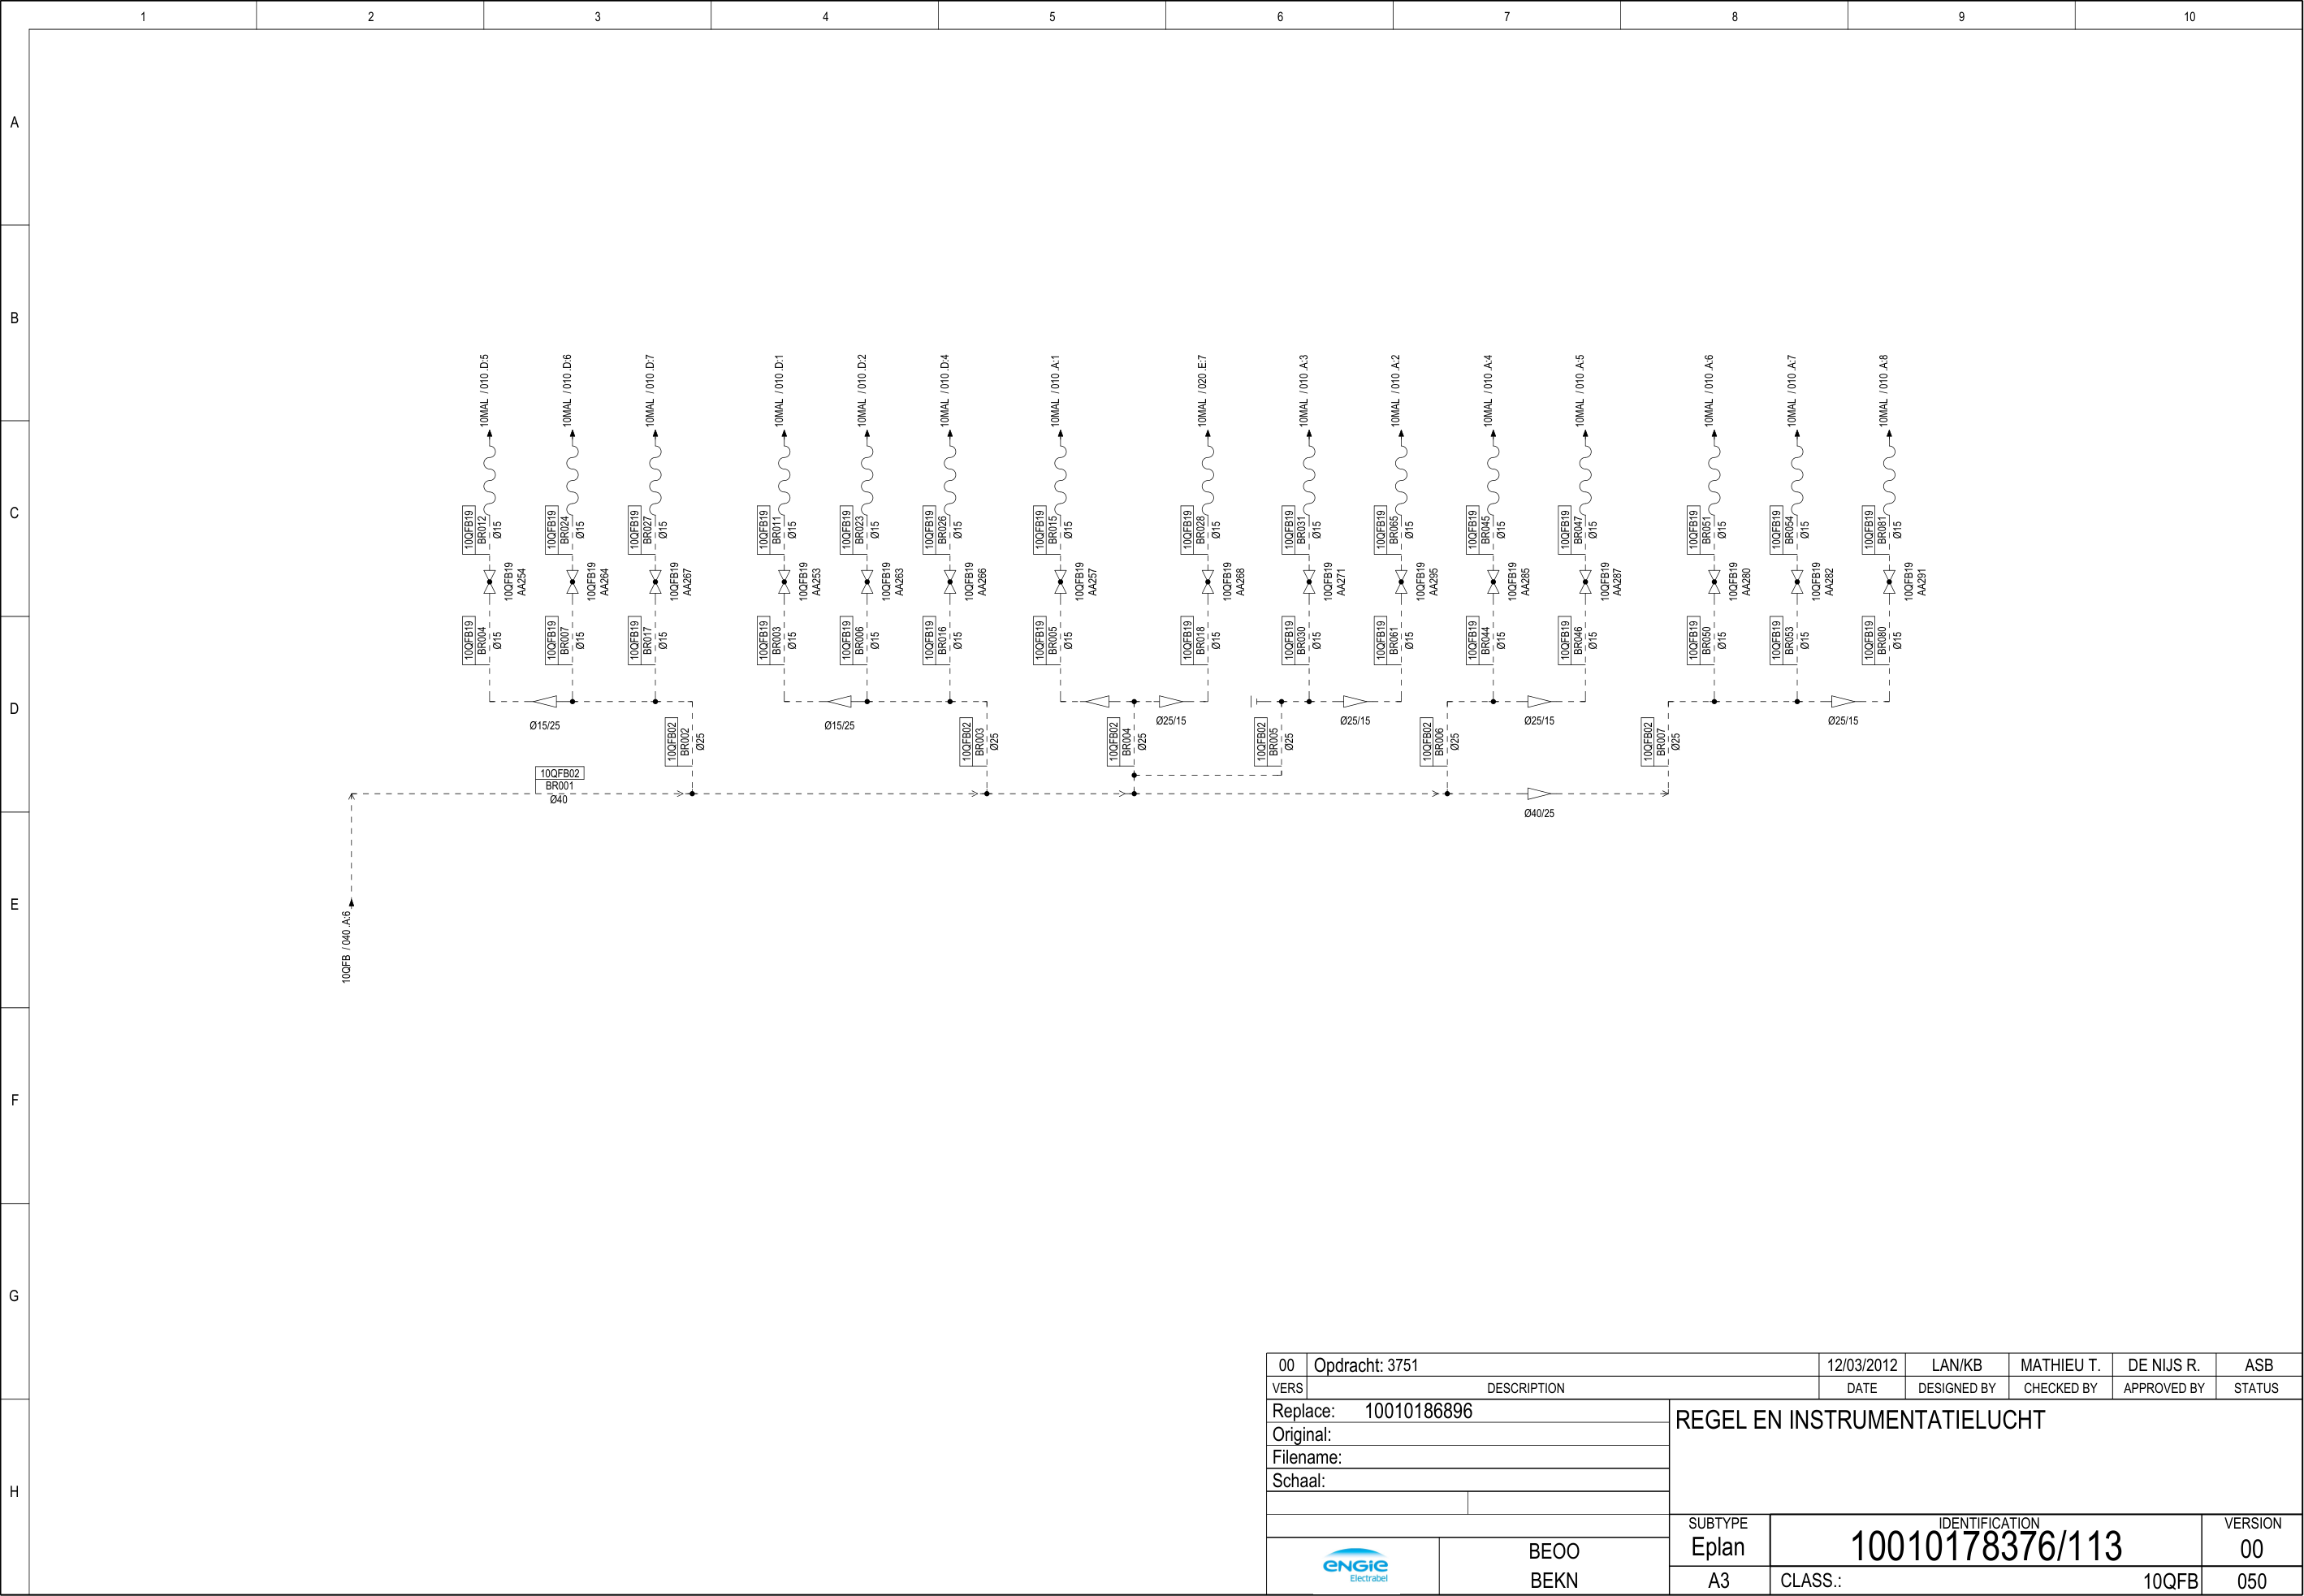 1 2 3 4 5 6 7 8 9 10
A
B
C
D
E
F
G
H
10MAL / 010 .D:5
10MAL / 010 .D:6
10MAL / 010 .D:7
10MAL / 010 .D:1
10MAL / 010 .D:2
10MAL / 010 .D:4
10MAL / 010 .A:1
10MAL / 020 .E:7
10MAL / 010 .A:3
10MAL / 010 .A:2
10MAL / 010 .A:4
10MAL / 010 .A:5
10MAL / 010 .A:6
10MAL / 010 .A:7
10MAL / 010 .A:8
10QFB19
BR012
Ø15
10QFB19
BR024
Ø15
10QFB19
BR027
Ø15
10QFB19
BR011
Ø15
10QFB19
BR023
Ø15
10QFB19
BR026
Ø15
10QFB19
BR015
Ø15
10QFB19
BR028
Ø15
10QFB19
BR031
Ø15
10QFB19
BR065
Ø15
10QFB19
BR045
Ø15
10QFB19
BR047
Ø15
10QFB19
BR051
Ø15
10QFB19
BR054
Ø15
10QFB19
BR081
Ø15
10QFB19
AA254
10QFB19
AA264
10QFB19
AA267
10QFB19
AA253
10QFB19
AA263
10QFB19
AA266
10QFB19
AA257
10QFB19
AA268
10QFB19
AA271
10QFB19
AA295
10QFB19
AA285
10QFB19
AA287
10QFB19
AA280
10QFB19
AA282
10QFB19
AA291
10QFB19
BR004
Ø15
10QFB19
BR007
Ø15
10QFB19
BR017
Ø15
10QFB19
BR003
Ø15
10QFB19
BR006
Ø15
10QFB19
BR016
Ø15
10QFB19
BR005
Ø15
10QFB19
BR018
Ø15
10QFB19
BR030
Ø15
10QFB19
BR061
Ø15
10QFB19
BR044
Ø15
10QFB19
BR046
Ø15
10QFB19
BR050
Ø15
10QFB19
BR053
Ø15
10QFB19
BR080
Ø15
Ø15/25
Ø15/25
Ø25/15
Ø25/15
Ø25/15
Ø25/15
10QFB02
BR002
Ø25
10QFB02
BR003
Ø25
10QFB02
BR004
Ø25
10QFB02
BR005
Ø25
10QFB02
BR006
Ø25
10QFB02
BR007
Ø25
10QFB02
BR001
Ø40
Ø40/25
10QFB / 040 .A:6
00 Opdracht: 3751 12/03/2012 LAN/KB MATHIEU T. DE NIJS R. ASB
VERS DESCRIPTION DATE DESIGNED BY CHECKED BY APPROVED BY STATUS
Replace: 10010186896
REGEL EN INSTRUMENTATIELUCHT
Original:
Filename:
Schaal:
SUBTYPE IDENTIFICATION VERSION
Eplan 10010178376/113 00
ENGIE
Electrabel
BEOO
BEKN
A3 CLASS.: 10QFB 050